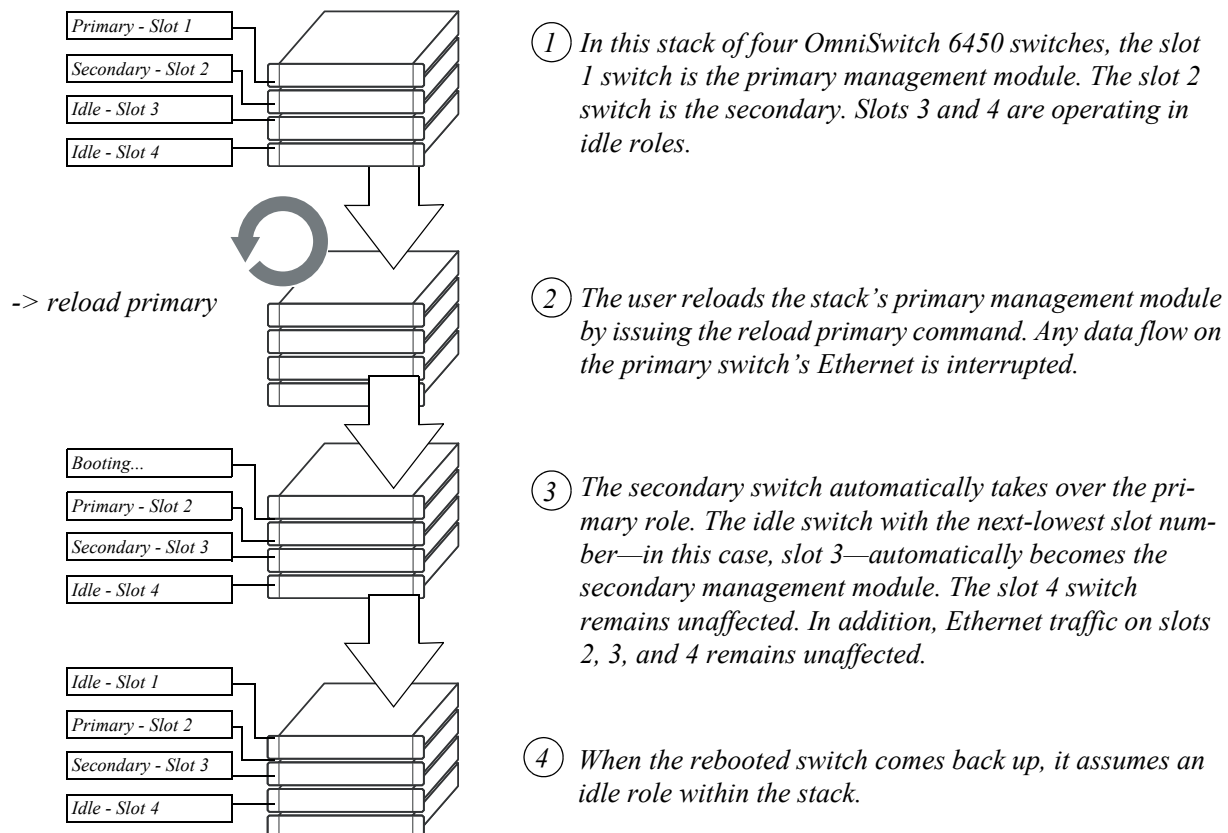 Primary - Slot 1
Secondary - Slot 2
Idle - Slot 3
Idle - Slot 4
1 In this stack of four OmniSwitch 6450 switches, the slot
1 switch is the primary management module. The slot 2
switch is the secondary. Slots 3 and 4 are operating in
idle roles.
-> reload primary
2 The user reloads the stack’s primary management module
by issuing the reload primary command. Any data flow on
the primary switch’s Ethernet is interrupted.
Booting...
Primary - Slot 2
Secondary - Slot 3
Idle - Slot 4
3 The secondary switch automatically takes over the pri-
mary role. The idle switch with the next-lowest slot num-
ber—in this case, slot 3—automatically becomes the
secondary management module. The slot 4 switch
remains unaffected. In addition, Ethernet traffic on slots
2, 3, and 4 remains unaffected.
Idle - Slot 1
Primary - Slot 2
Secondary - Slot 3
Idle - Slot 4
4 When the rebooted switch comes back up, it assumes an
idle role within the stack.